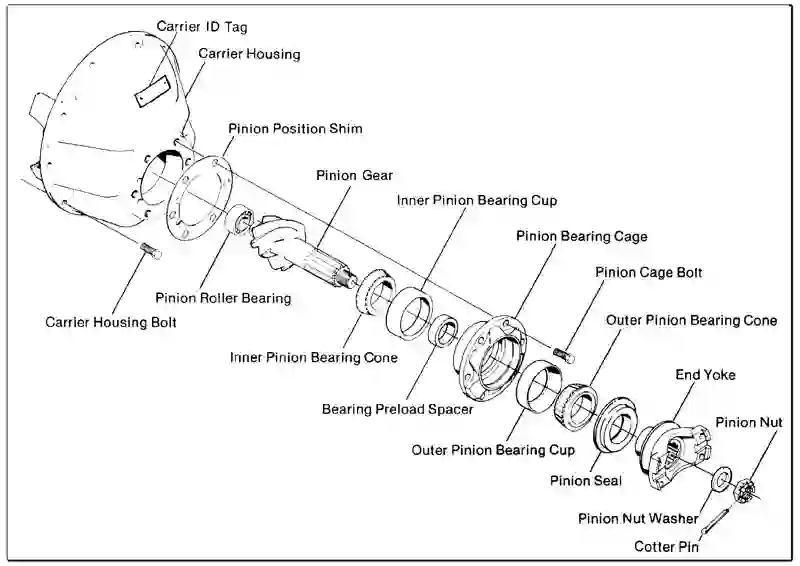 Carrier ID Tag
Carrier Housing
Pinion Position Shim
Pinion Gear
Inner Pinion Bearing Cup
Pinion Bearing Cage
Pinion Cage Bolt
Pinion Roller Bearing
Carrier Housing Bolt
Outer Pinion Bearing Cone
Inner Pinion Bearing Cone
End Yoke
Bearing Preload Spacer
Pinion Nut
Outer Pinion Bearing Cup
Pinion Seal
Pinion Nut Washer
Cotter Pin